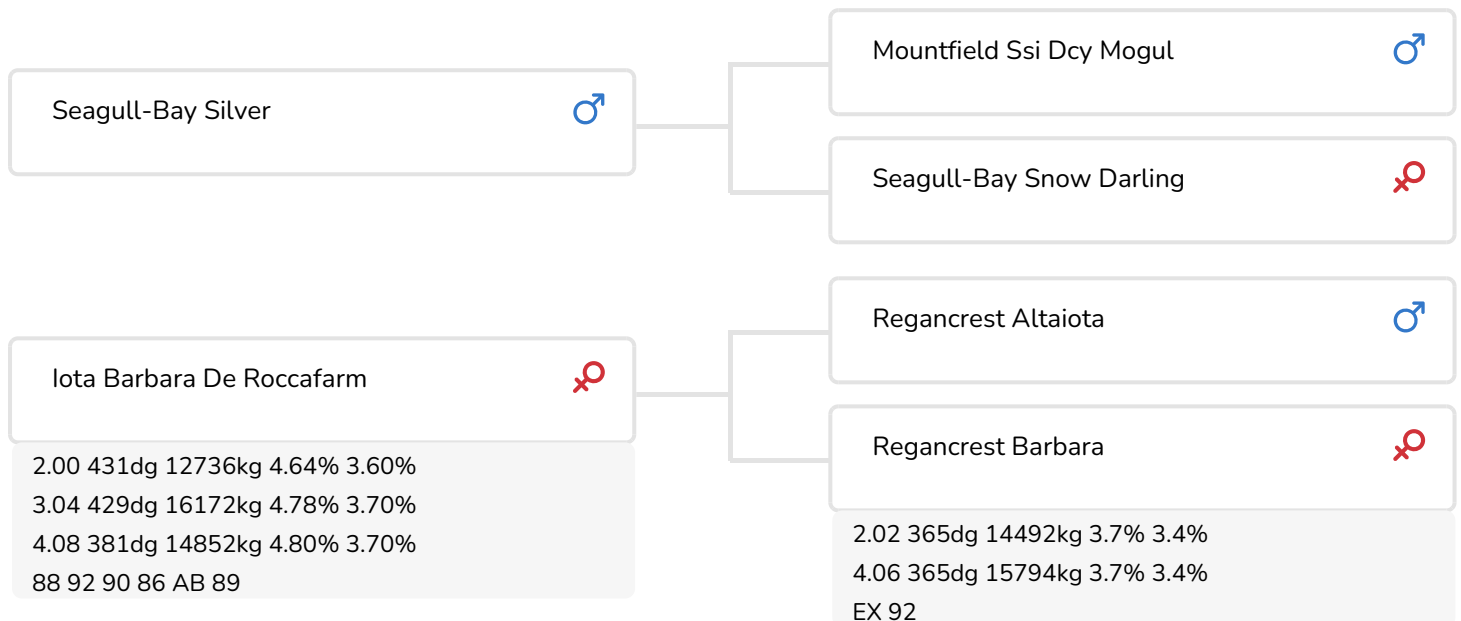 Mountfield Ssi Dcy Mogul
Seagull-Bay Silver
Seagull-Bay Snow Darling
Regancrest Altaiota
Iota Barbara De Roccafarm
Regancrest Barbara
2.00 431dg 12736kg 4.64% 3.60%
3.04 429dg 16172kg 4.78% 3.70%
4.08 381dg 14852kg 4.80% 3.70%
88 92 90 86 AB 89
2.02 365dg 14492kg 3.7% 3.4%
4.06 365dg 15794kg 3.7% 3.4%
EX 92